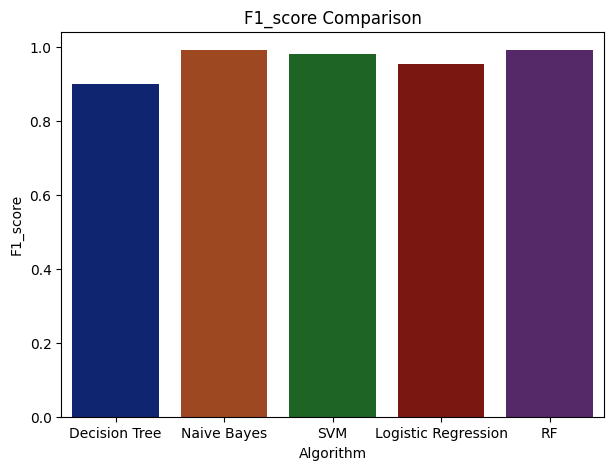 F1_score Comparison
1.0
0.8
0.6
0.4
0.2
0.0
F1_score
Decision Tree
Naive Bayes
SVM
Logistic Regression
RF
Algorithm